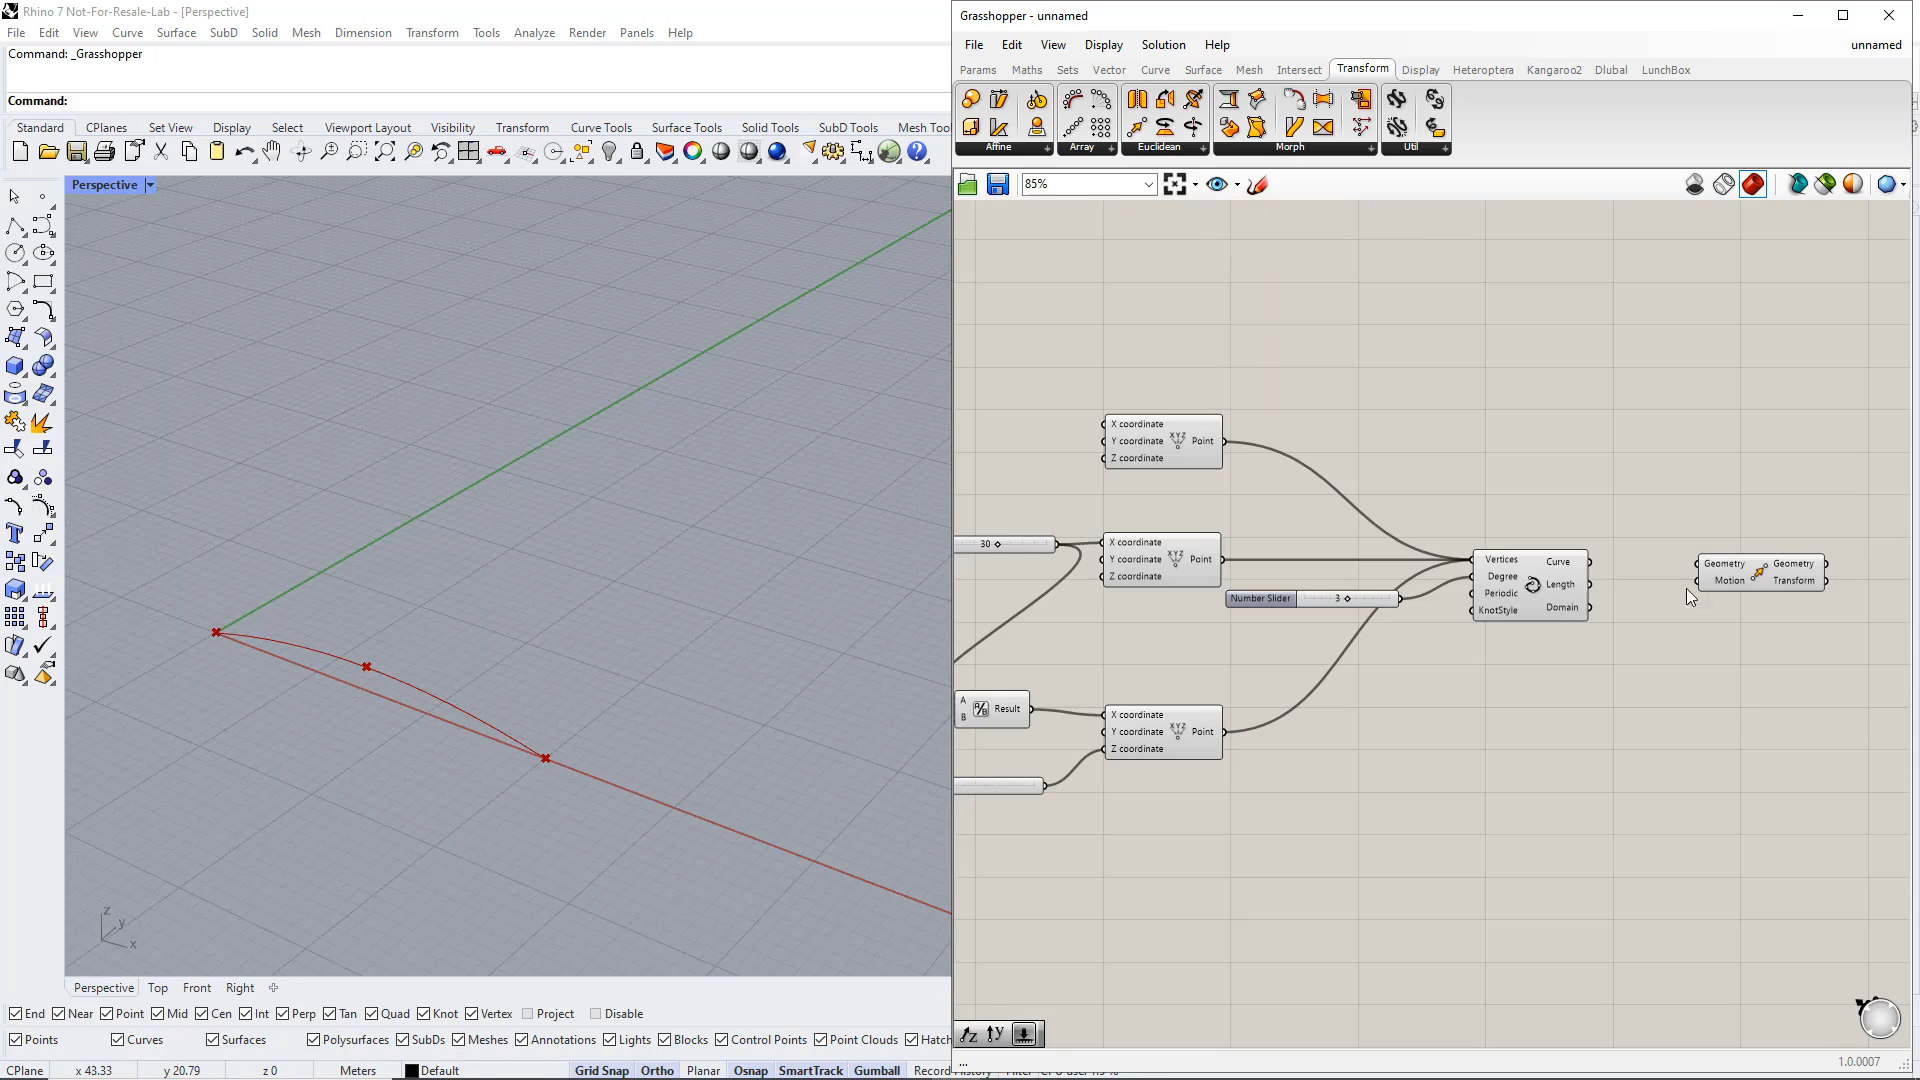 Rhino 7 Not-For-Resale-Lab - [Perspective]
File Edit View Curve Surface SubD Solid Mesh Dimension Transform Tools Analyze Render Panels Help
Command: _Grasshopper
Command:
Standard CPlanes Set View Display Select Viewport Layout Visibility Transform Curve Tools Surface Tools Solid Tools SubD Tools Mesh Too
Perspective
z
y
x
Perspective Top Front Right
End Near Point Mid Cen Int Perp Tan Quad Knot Vertex Project Disable
Points Curves Surfaces Polysurfaces SubDs Meshes Annotations Lights Blocks Control Points Point Clouds Hatch
CPlane x 43.33 y 20.79 z 0 Meters Default Grid Snap Ortho Planar Osnap SmartTrack Gumball Record History
Grasshopper - unnamed
File Edit View Display Solution Help unnamed
Params Maths Sets Vector Curve Surface Mesh Intersect Transform Display Heteroptera Kangaroo2 Dlubal LunchBox
Affine Array Euclidean Morph Util
85%
X coordinate
Y coordinate Point
Z coordinate
30
X coordinate
Y coordinate Point
Z coordinate
Number Slider 3
Vertices Curve
Degree Length
Periodic
KnotStyle Domain
Geometry Geometry
Motion Transform
A
B
A/B Result
X coordinate
Y coordinate Point
Z coordinate
...
1.0.0007